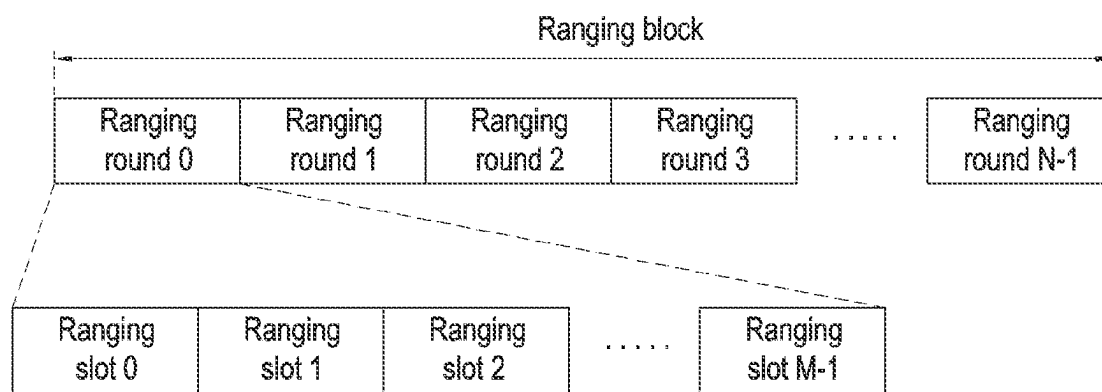 Ranging block
Ranging Ranging Ranging Ranging Ranging
round 0 round 1 round 2 round 3 ..... round N-1
Ranging Ranging Ranging Ranging
slot 0 slot 1 slot 2 ..... slot M-1